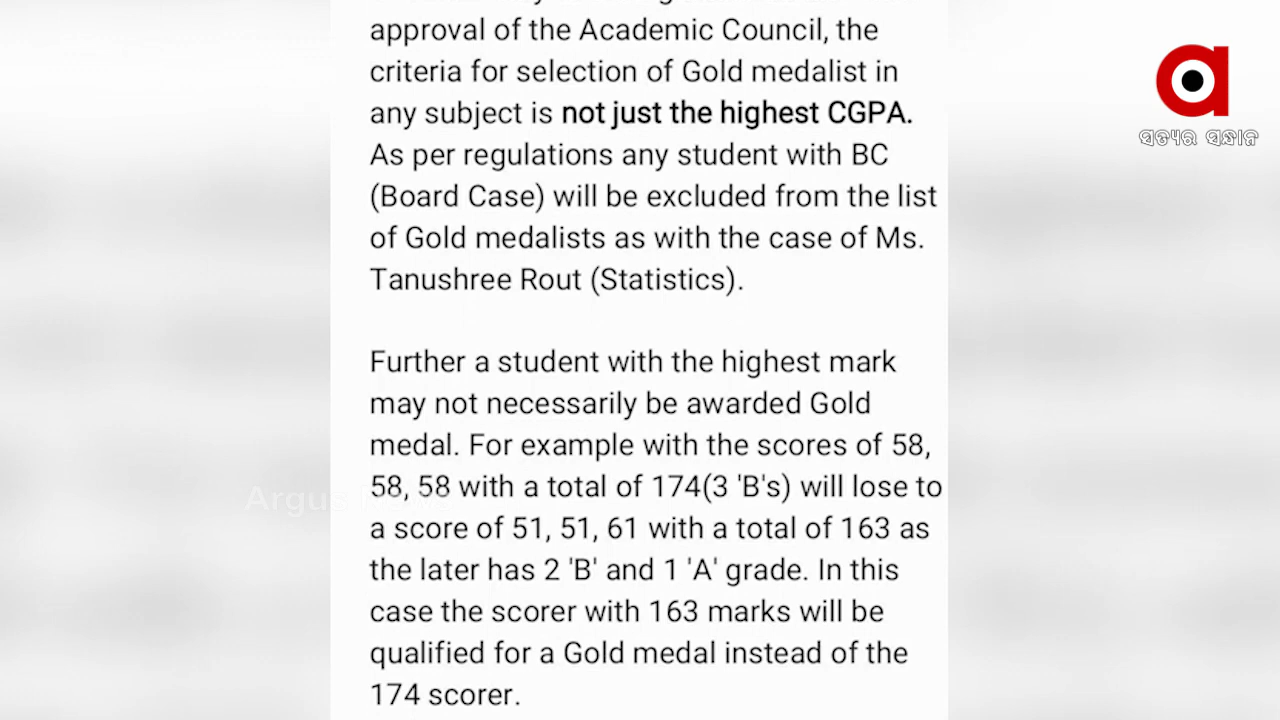 approval of the Academic Council, the
criteria for selection of Gold medalist in
any subject is not just the highest CGPA.
As per regulations any student with BC
(Board Case) will be excluded from the list
of Gold medalists as with the case of Ms.
Tanushree Rout (Statistics).
Further a student with the highest mark
may not necessarily be awarded Gold
medal. For example with the scores of 58,
58, 58 with a total of 174(3 'B's) will lose to
a score of 51, 51, 61 with a total of 163 as
the later has 2 'B' and 1 'A' grade. In this
case the scorer with 163 marks will be
qualified for a Gold medal instead of the
174 scorer.
ସତ୍ୟର ସନ୍ଧାନ
Argus